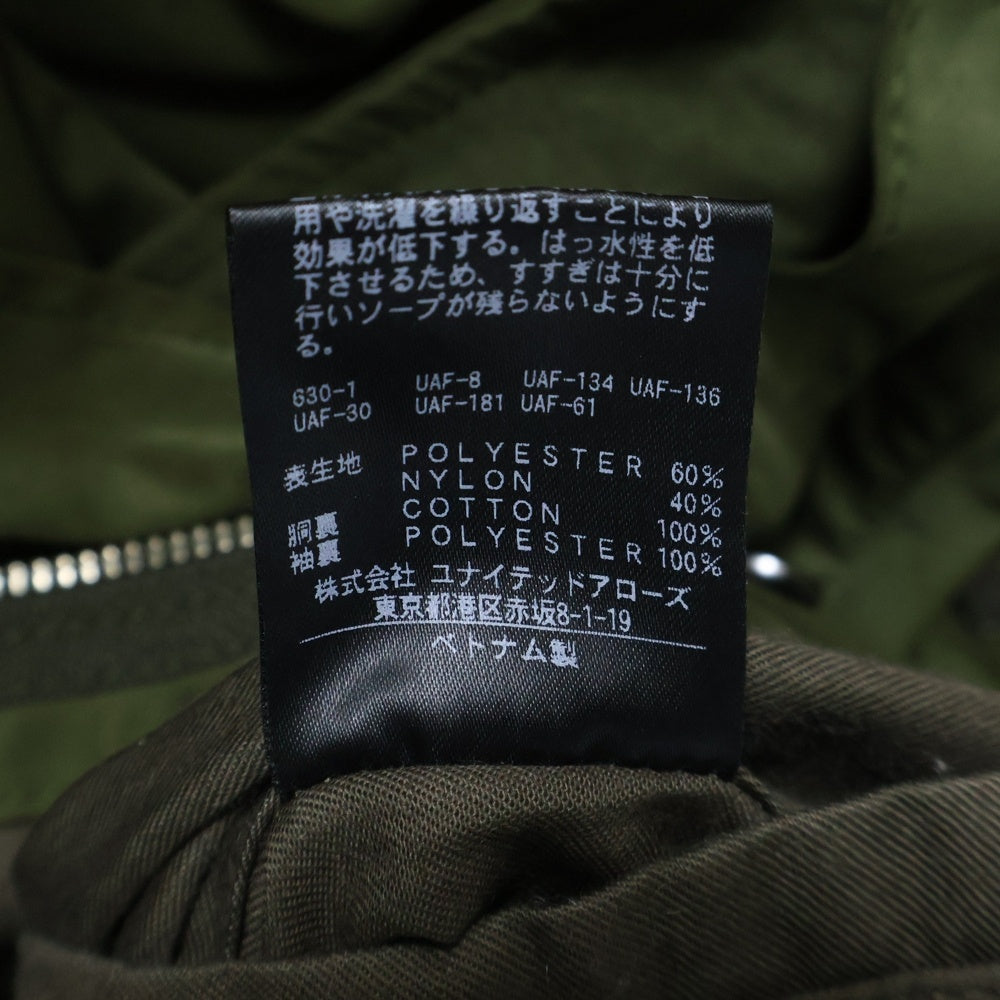 用や洗濯を繰り返すことにより
効果が低下する。はっ水性を低
下させるため、すすぎは十分に
行いソープが残らないようにす
る。
630-1 UAF-8 UAF-134 UAF-136
UAF-30 UAF-181 UAF-61
表生地 POLYESTER 60%
NYLON 40%
胴裏 COTTON 100%
袖裏 POLYESTER 100%
株式会社 ユナイテッドアローズ
東京都港区赤坂8-1-19
ベトナム製